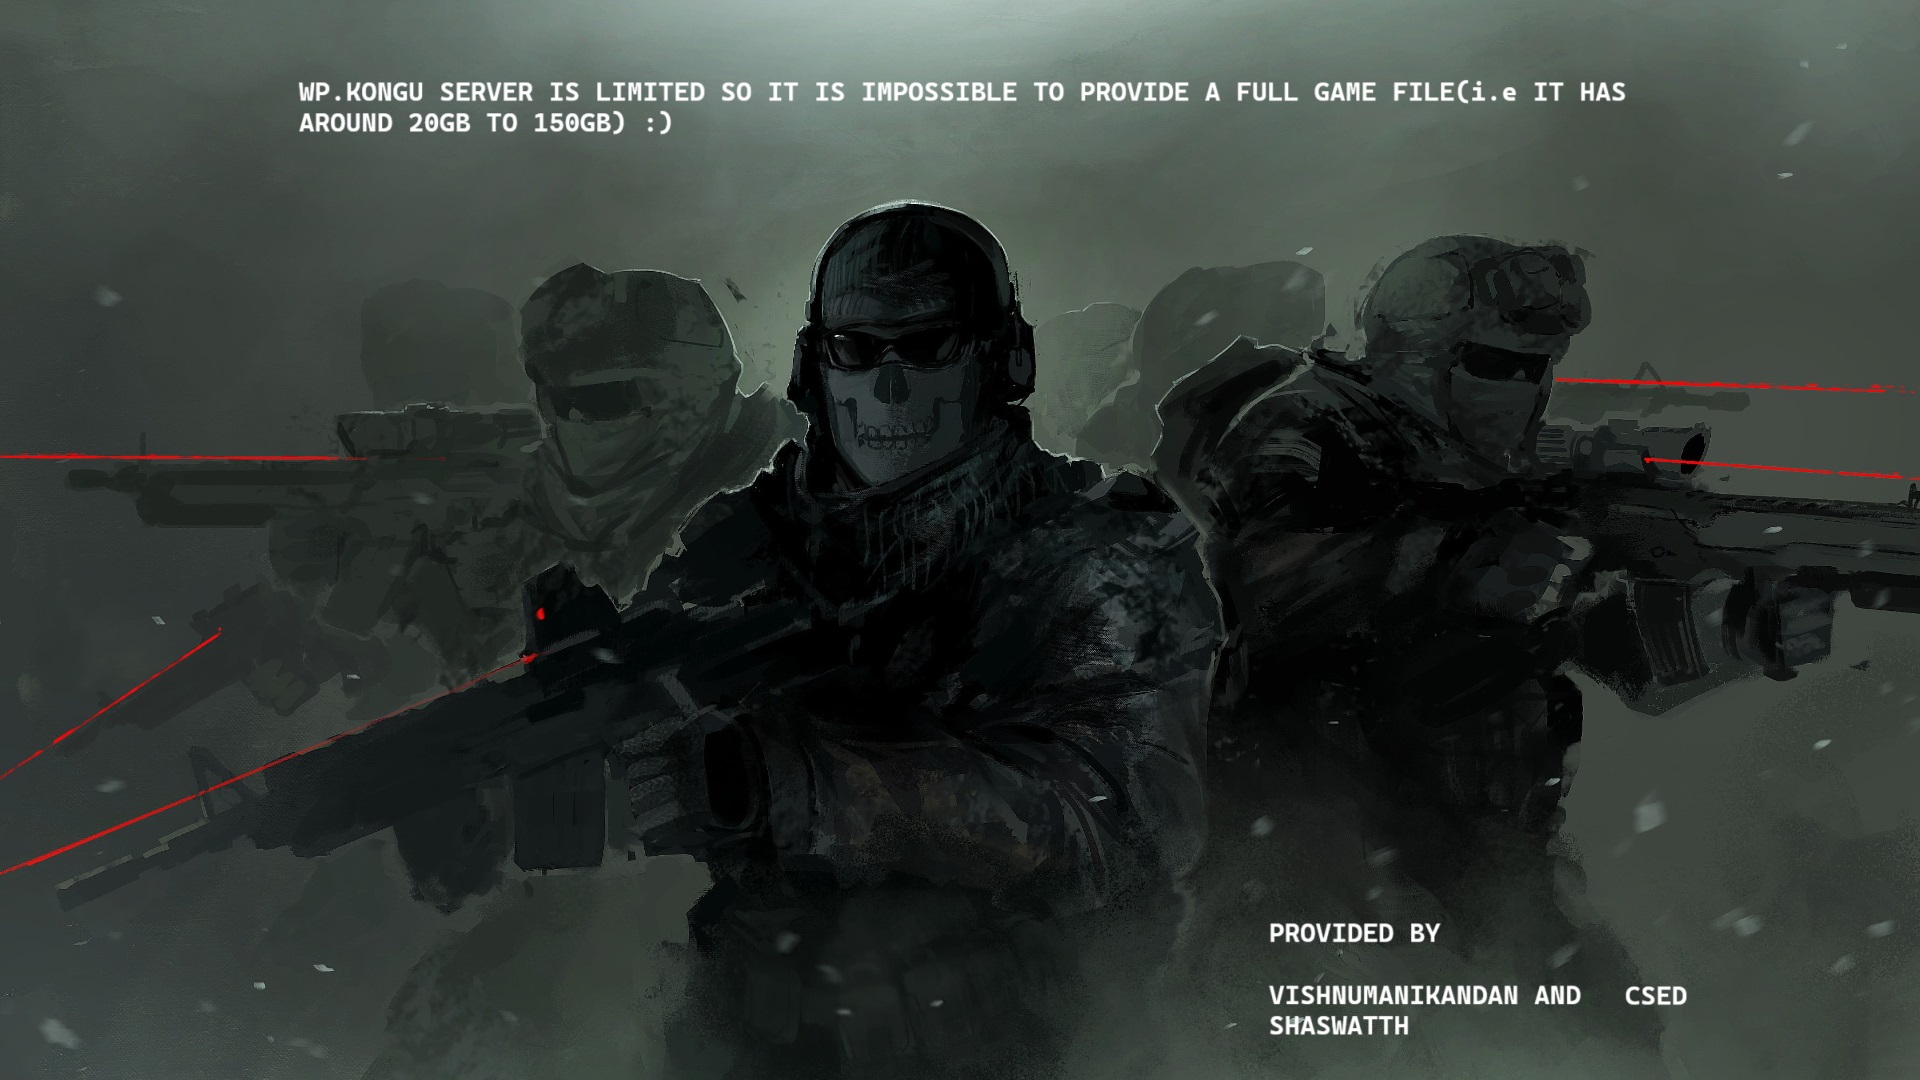 WP.KONGU SERVER IS LIMITED SO IT IS IMPOSSIBLE TO PROVIDE A FULL GAME FILE(i.e IT HAS
AROUND 20GB TO 150GB) :)
PROVIDED BY
VISHNUMANIKANDAN AND CSED
SHASWATTH